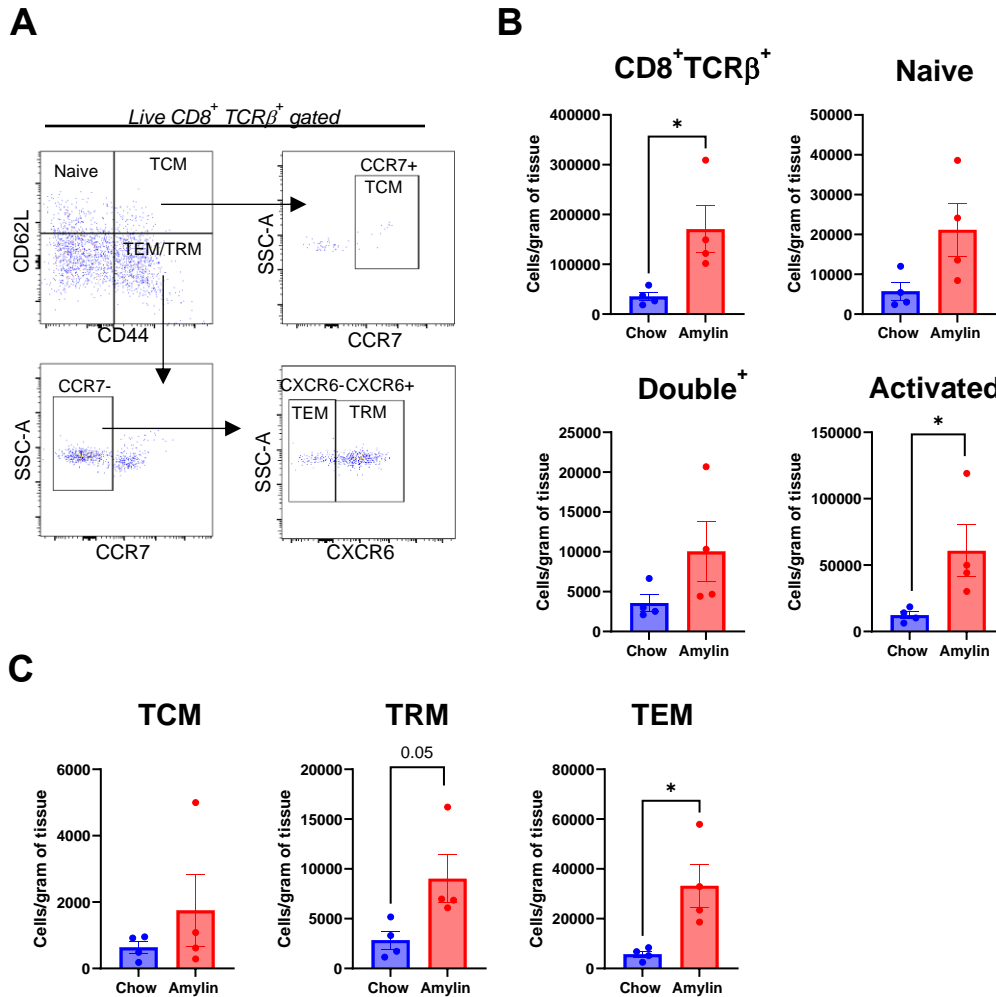 A
Live CD8+ TCRβ+ gated
Naive
TCM
TEM/TRM
CD62L
CD44
CCR7+
TCM
SSC-A
CCR7
CCR7-
SSC-A
CCR7
CXCR6-CXCR6+
TEM
TRM
SSC-A
CXCR6
B
CD8+TCRβ+
Cells/gram of tissue
400000
300000
200000
100000
0
*
Chow
Amylin
Naive
Cells/gram of tissue
50000
40000
30000
20000
10000
0
Chow
Amylin
Double+
Cells/gram of tissue
25000
20000
15000
10000
5000
0
Chow
Amylin
Activated
Cells/gram of tissue
150000
100000
50000
0
*
Chow
Amylin
C
TCM
Cells/gram of tissue
6000
4000
2000
0
Chow
Amylin
TRM
Cells/gram of tissue
20000
15000
10000
5000
0
0.05
Chow
Amylin
TEM
Cells/gram of tissue
80000
60000
40000
20000
0
*
Chow
Amylin